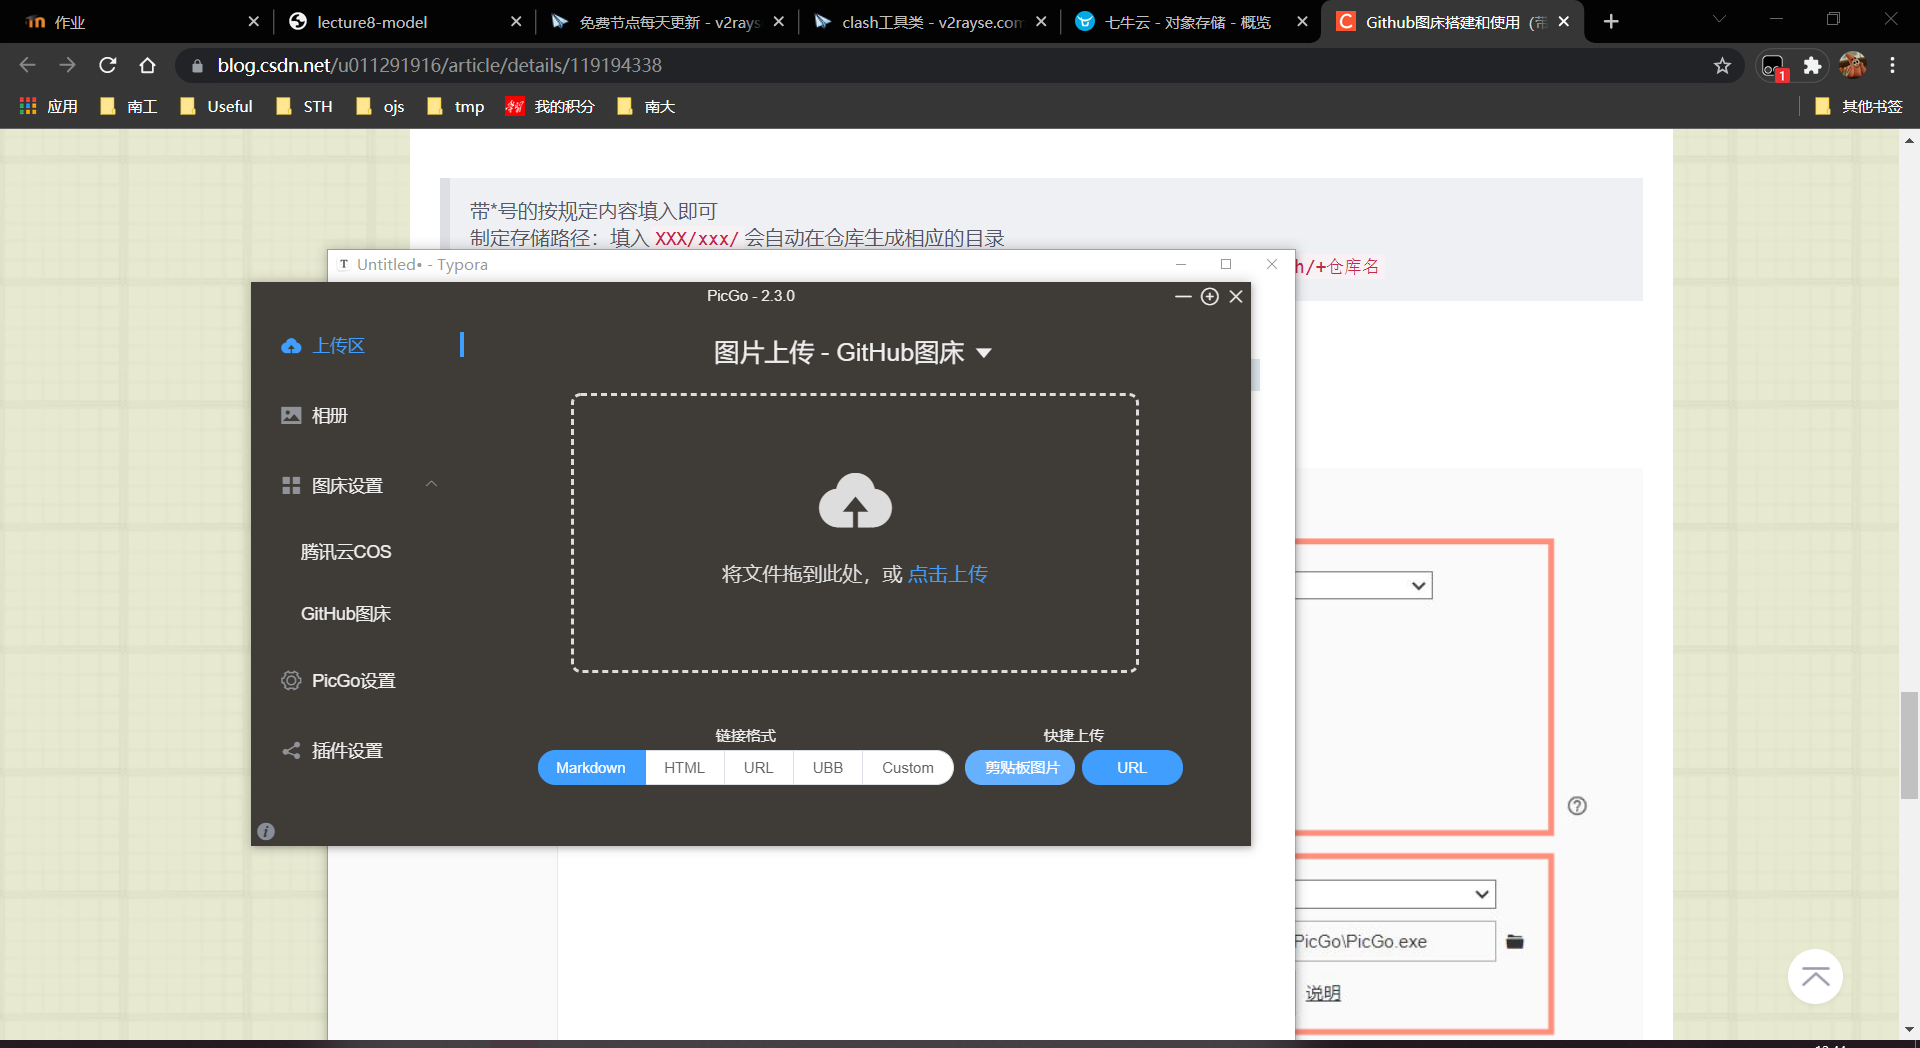 作业
lecture8-model
免费节点每天更新 - v2rays
clash工具类 - v2rayse.com
七牛云 - 对象存储 - 概览
Github图床搭建和使用（带
blog.csdn.net/u011291916/article/details/119194338
1
应用
南工
Useful
STH
ojs
tmp
我的积分
南大
其他书签
带*号的按规定内容填入即可
制定存储路径：填入 XXX/xxx/ 会自动在仓库生成相应的目录
h/+仓库名
T Untitled• - Typora
PicGo - 2.3.0
上传区
图片上传 - GitHub图床
相册
图床设置
腾讯云COS
将文件拖到此处，或 点击上传
GitHub图床
PicGo设置
链接格式
快捷上传
插件设置
Markdown
HTML
URL
UBB
Custom
剪贴板图片
URL
PicGo\PicGo.exe
说明